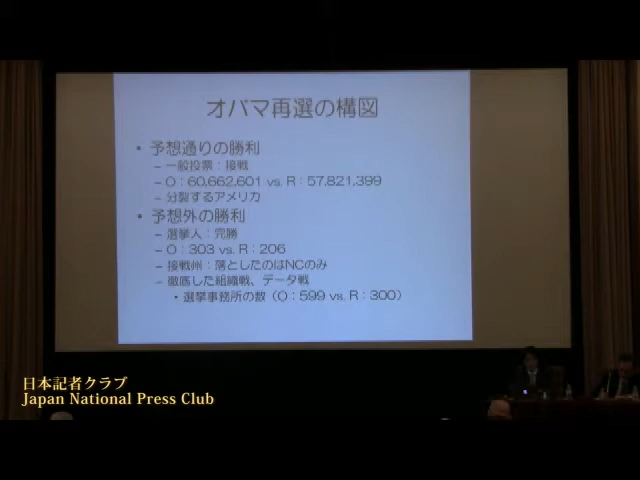 オバマ再選の構図
• 予想通りの勝利
– 一般投票：接戦
– O：60,662,601 vs. R：57,821,399
– 分裂するアメリカ
• 予想外の勝利
– 選挙人：完勝
– O：303 vs. R：206
– 接戦州：落としたのはNCのみ
– 徹底した組織戦、データ戦
• 選挙事務所の数（O：599 vs. R：300）
日本記者クラブ
Japan National Press Club